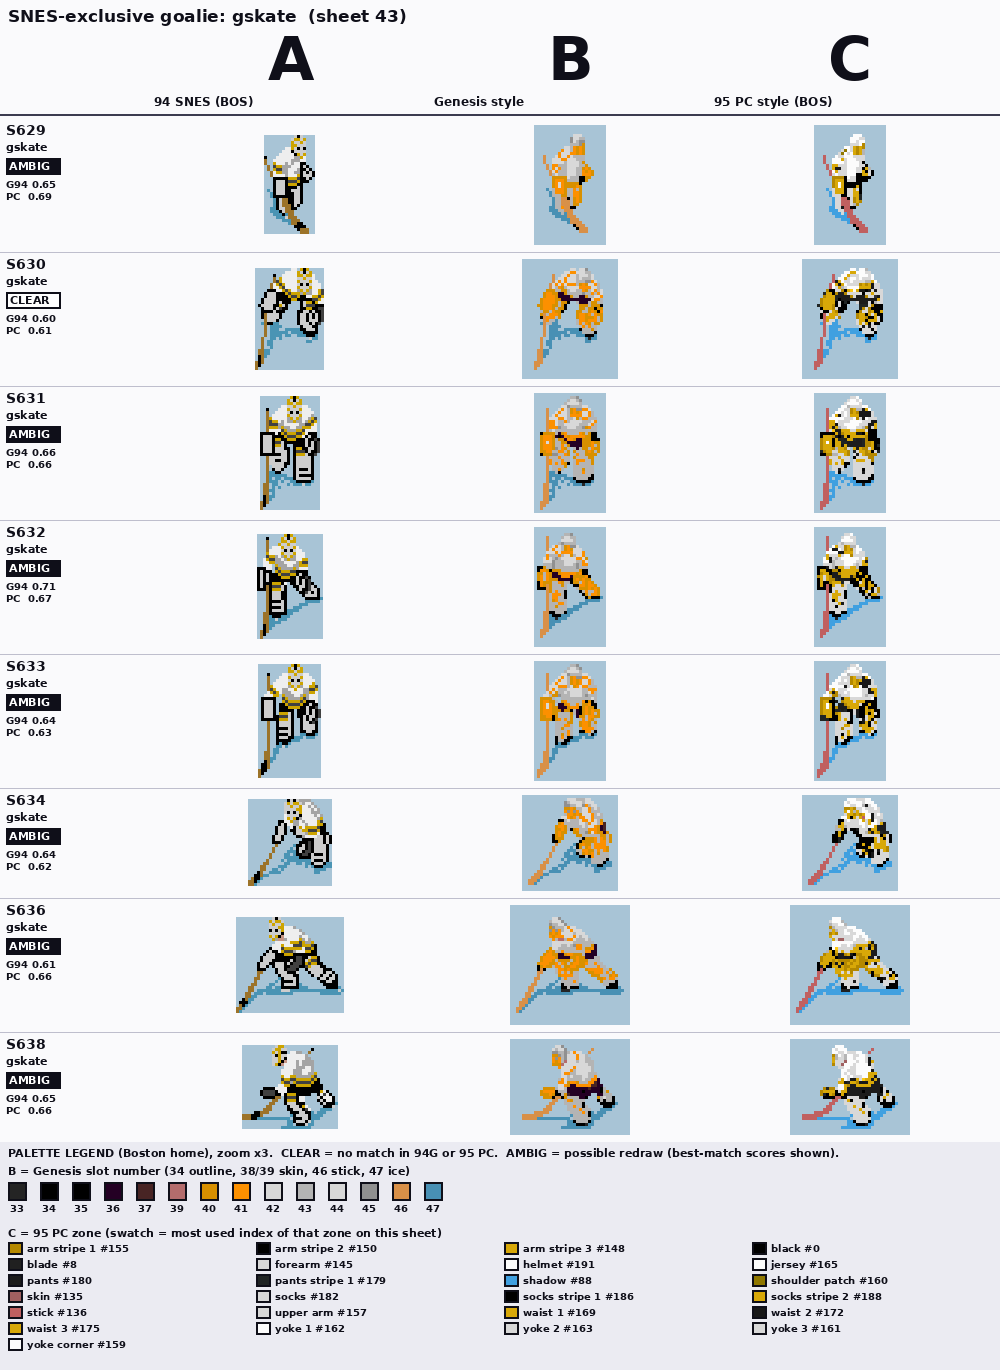 SNES-exclusive goalie: gskate  (sheet 43)
A B C
94 SNES (BOS) Genesis style 95 PC style (BOS)
S629
gskate
AMBIG
G94 0.65
PC  0.69
S630
gskate
CLEAR
G94 0.60
PC  0.61
S631
gskate
AMBIG
G94 0.66
PC  0.66
S632
gskate
AMBIG
G94 0.71
PC  0.67
S633
gskate
AMBIG
G94 0.64
PC  0.63
S634
gskate
AMBIG
G94 0.64
PC  0.62
S636
gskate
AMBIG
G94 0.61
PC  0.66
S638
gskate
AMBIG
G94 0.65
PC  0.66
PALETTE LEGEND (Boston home), zoom x3.  CLEAR = no match in 94G or 95 PC.  AMBIG = possible redraw (best-match scores shown).
B = Genesis slot number (34 outline, 38/39 skin, 46 stick, 47 ice)
33 34 35 36 37 39 40 41 42 43 44 45 46 47
C = 95 PC zone (swatch = most used index of that zone on this sheet)
arm stripe 1 #155 arm stripe 2 #150 arm stripe 3 #148 black #0
blade #8 forearm #145 helmet #191 jersey #165
pants #180 pants stripe 1 #179 shadow #88 shoulder patch #160
skin #135 socks #182 socks stripe 1 #186 socks stripe 2 #188
stick #136 upper arm #157 waist 1 #169 waist 2 #172
waist 3 #175 yoke 1 #162 yoke 2 #163 yoke 3 #161
yoke corner #159